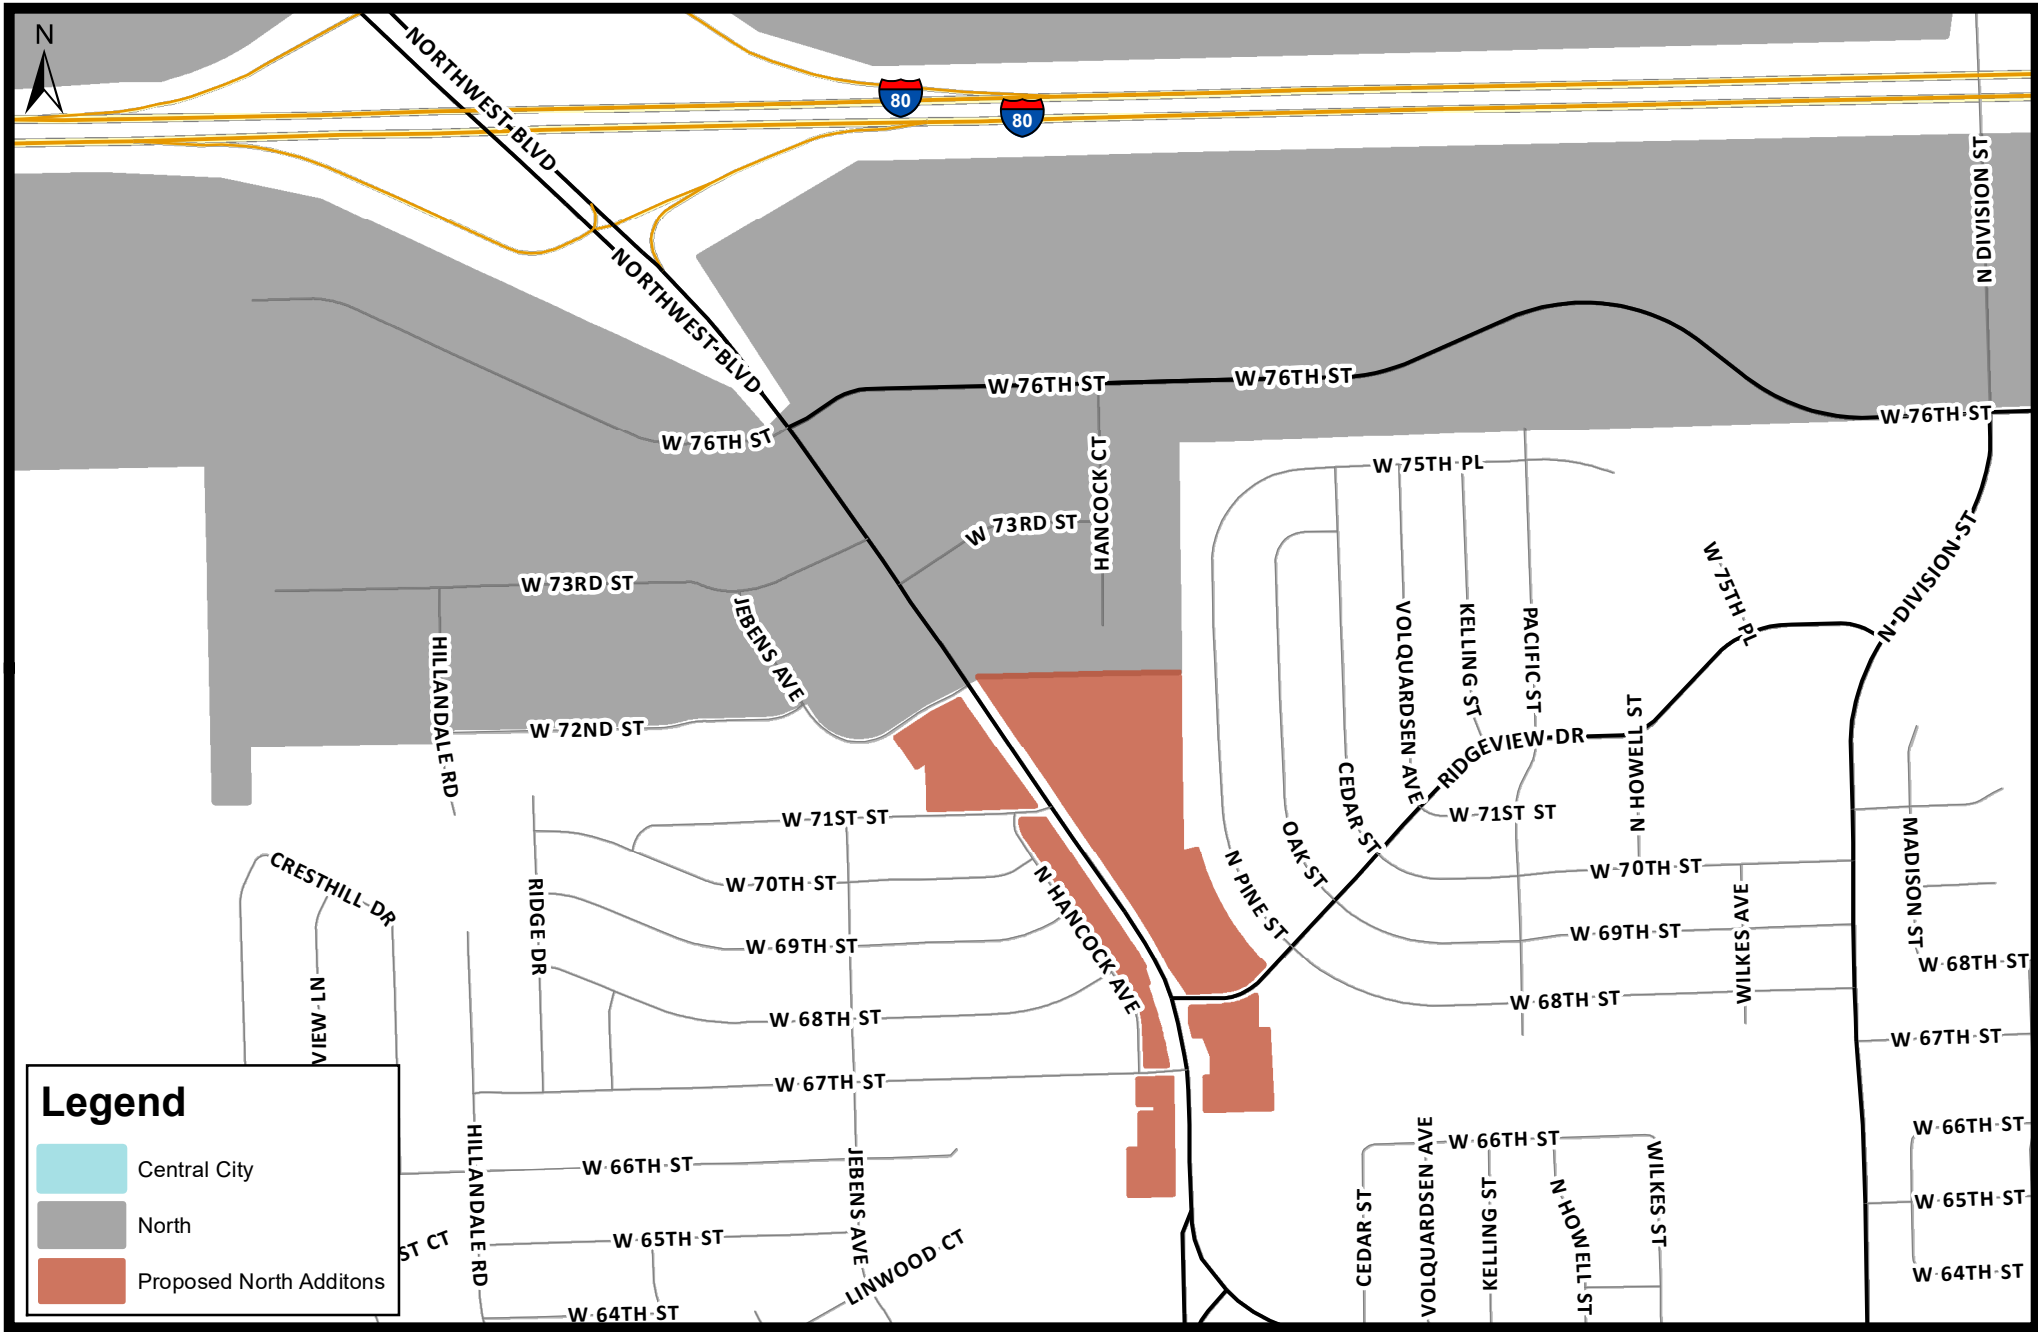 N
NORTHWEST BLVD
80
80
N DIVISION ST
NORTHWEST BLVD
W 76TH ST
W 76TH ST
W 76TH ST
W 76TH ST
HANCOCK CT
W 75TH PL
W 73RD ST
W 73RD ST
N DIVISION ST
W 75TH PL
JEBENS AVE
HILLANDALE RD
VOLQUARDSEN AVE
KELLING ST
PACIFIC ST
W 72ND ST
N HOWELL ST
RIDGEVIEW DR
CEDAR ST
W 71ST ST
W 71ST ST
OAK ST
N PINE ST
MADISON ST
CRESTHILL DR
RIDGE DR
W 70TH ST
W 70TH ST
N HANCOCK AVE
WILKES AVE
W 69TH ST
W 69TH ST
W 68TH ST
VIEW LN
W 68TH ST
W 68TH ST
W 67TH ST
W 67TH ST
Legend
Central City
North
Proposed North Additons
HILLANDALE RD
JEBENS AVE
W 66TH ST
W 66TH ST
W 66TH ST
CEDAR ST
VOLQUARDSEN AVE
KELLING ST
N HOWELL ST
WILKES ST
W 65TH ST
W 65TH ST
ST CT
LINWOOD CT
W 64TH ST
W 64TH ST